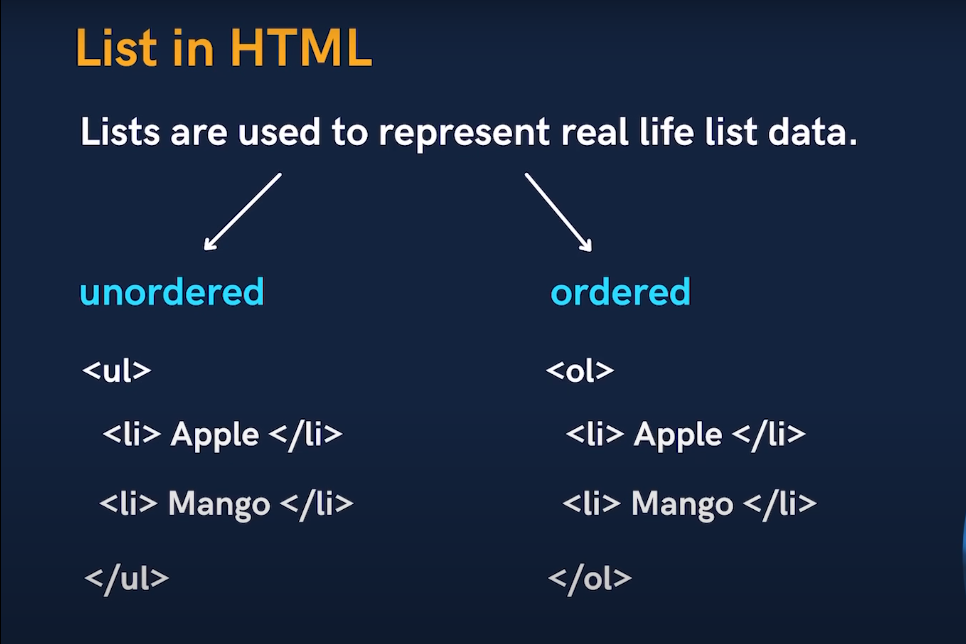 List in HTML
Lists are used to represent real life list data.
unordered
<ul>
<li> Apple </li>
<li> Mango </li>
</ul>
ordered
<ol>
<li> Apple </li>
<li> Mango </li>
</ol>